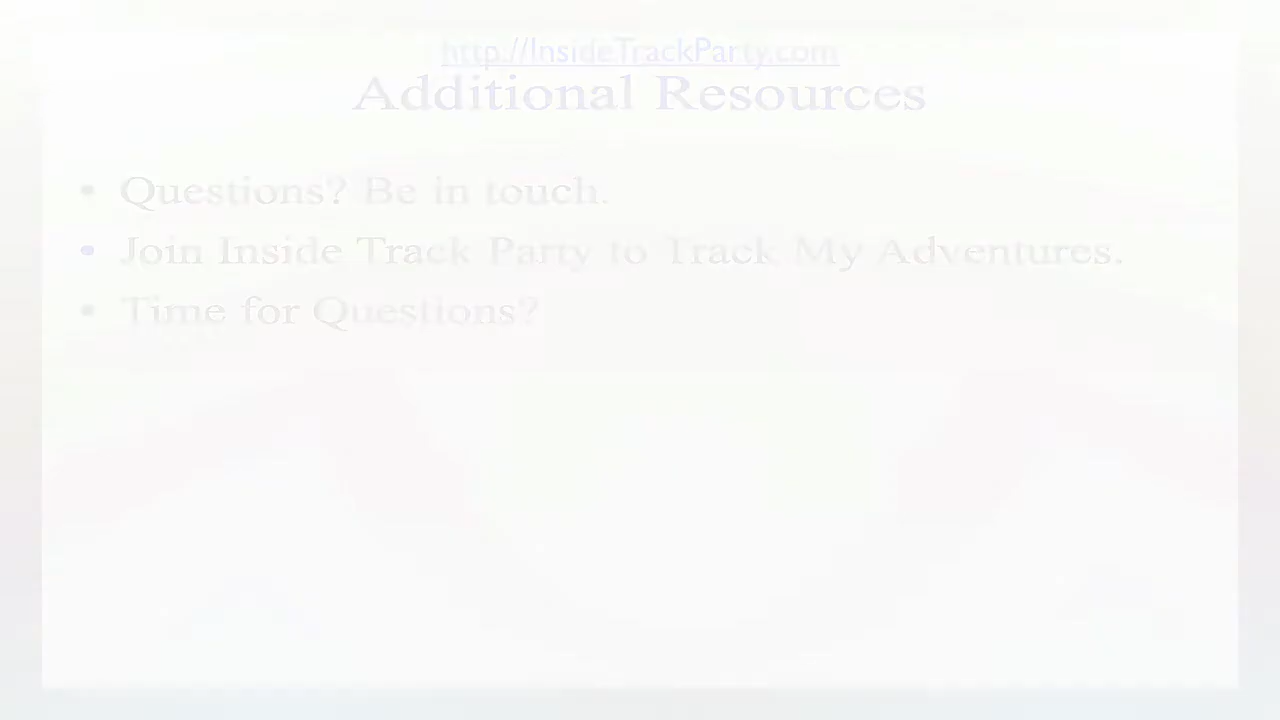 http://InsideTrackParty.com
Additional Resources
• Questions? Be in touch.
• Join Inside Track Party to Track My Adventures.
• Time for Questions?